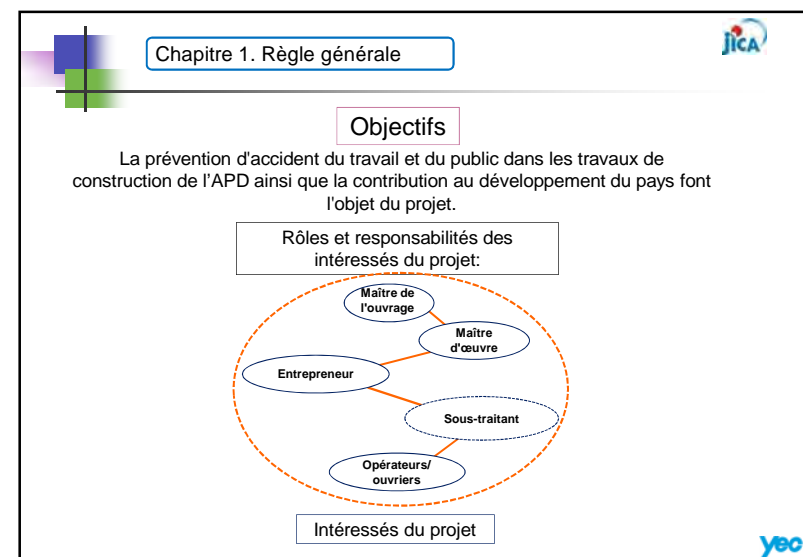 Chapitre 1. Règle générale
jica
Objectifs
La prévention d'accident du travail et du public dans les travaux de
construction de l'APD ainsi que la contribution au développement du pays font
l'objet du projet.
Rôles et responsabilités des
intéressés du projet:
Maître de
l'ouvrage
Maître
d'œuvre
Entrepreneur
Sous-traitant
Opérateurs/
ouvriers
Intéressés du projet
yec